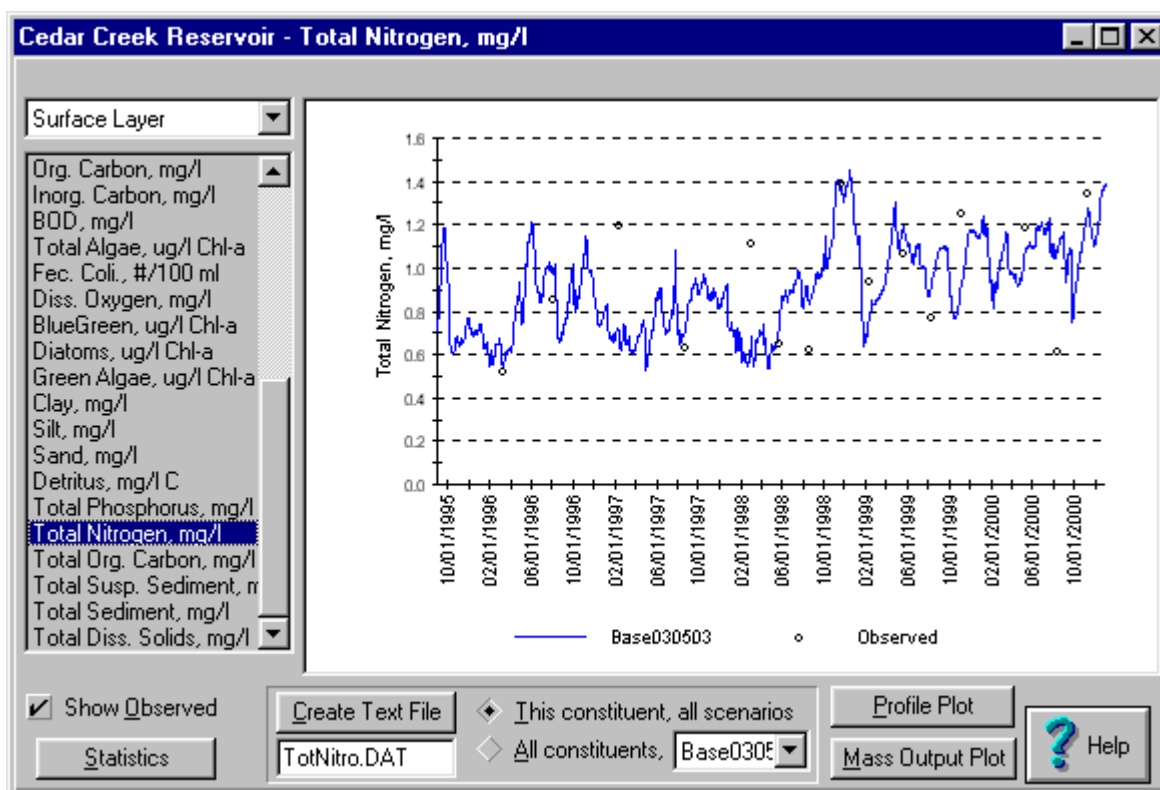 Cedar Creek Reservoir - Total Nitrogen, mg/l
Surface Layer
Org. Carbon, mg/l
Inorg. Carbon, mg/l
BOD, mg/l
Total Algae, ug/l Chl-a
Fec. Coli., #/100 ml
Diss. Oxygen, mg/l
BlueGreen, ug/l Chl-a
Diatoms, ug/l Chl-a
Green Algae, ug/l Chl-a
Clay, mg/l
Silt, mg/l
Sand, mg/l
Detritus, mg/l C
Total Phosphorus, mg/l
Total Nitrogen, mg/l
Total Org. Carbon, mg/l
Total Susp. Sediment, m
Total Sediment, mg/l
Total Diss. Solids, mg/l
Total Nitrogen, mg/l
1.6
1.4
1.2
1.0
0.8
0.6
0.4
0.2
0.0
10/01/1995
02/01/1996
06/01/1996
10/01/1996
02/01/1997
06/01/1997
10/01/1997
02/01/1998
06/01/1998
10/01/1998
02/01/1999
06/01/1999
10/01/1999
02/01/2000
06/01/2000
10/01/2000
Base030503
Observed
Show Observed
Statistics
Create Text File
TotNitro.DAT
This constituent, all scenarios
All constituents,
Base0305
Profile Plot
Mass Output Plot
? Help